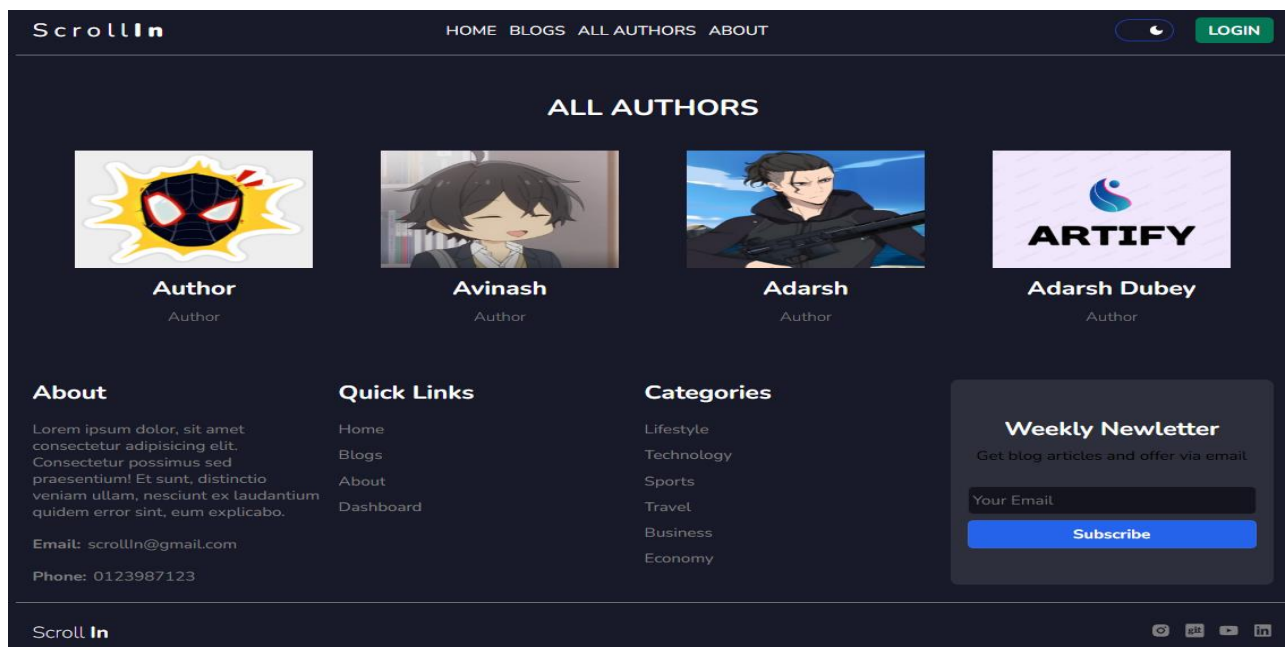 ScrollIn
HOME BLOGS ALL AUTHORS ABOUT
LOGIN
ALL AUTHORS
ARTIFY
Author
Author
Avinash
Author
Adarsh
Author
Adarsh Dubey
Author
About
Lorem ipsum dolor, sit amet
consectetur adipisicing elit.
Consectetur possimus sed
praesentium! Et sunt, distinctio
veniam ullam, nesciunt ex laudantium
quidem error sint, eum explicabo.
Email: scrollIn@gmail.com
Phone: 0123987123
Quick Links
Home
Blogs
About
Dashboard
Categories
Lifestyle
Technology
Sports
Travel
Business
Economy
Weekly Newletter
Get blog articles and offer via email
Your Email
Subscribe
Scroll In
git
in